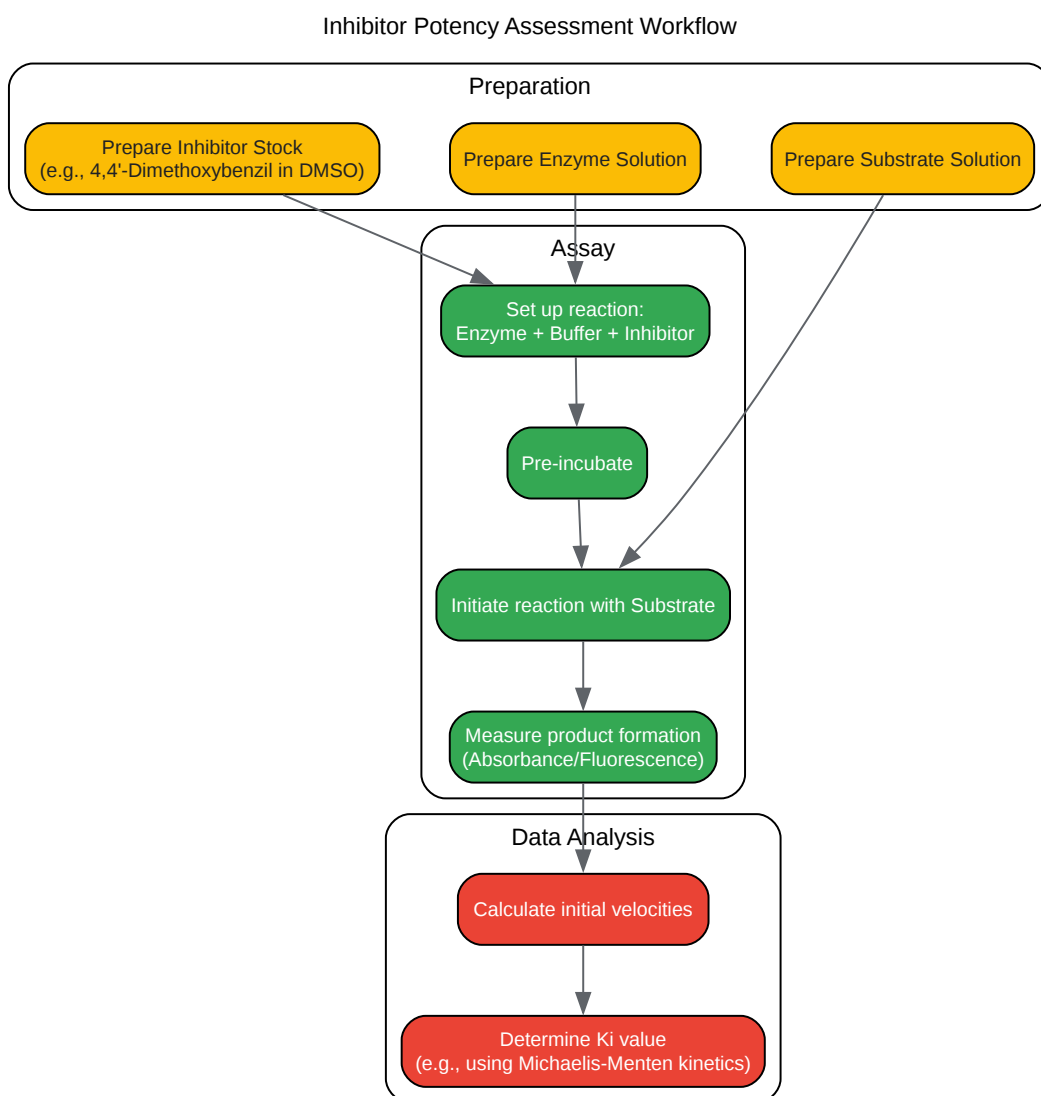 Inhibitor Potency Assessment Workflow
Preparation
Prepare Inhibitor Stock
(e.g., 4,4'-Dimethoxybenzil in DMSO)
Prepare Enzyme Solution
Prepare Substrate Solution
Assay
Set up reaction:
Enzyme + Buffer + Inhibitor
Pre-incubate
Initiate reaction with Substrate
Measure product formation
(Absorbance/Fluorescence)
Data Analysis
Calculate initial velocities
Determine Ki value
(e.g., using Michaelis-Menten kinetics)